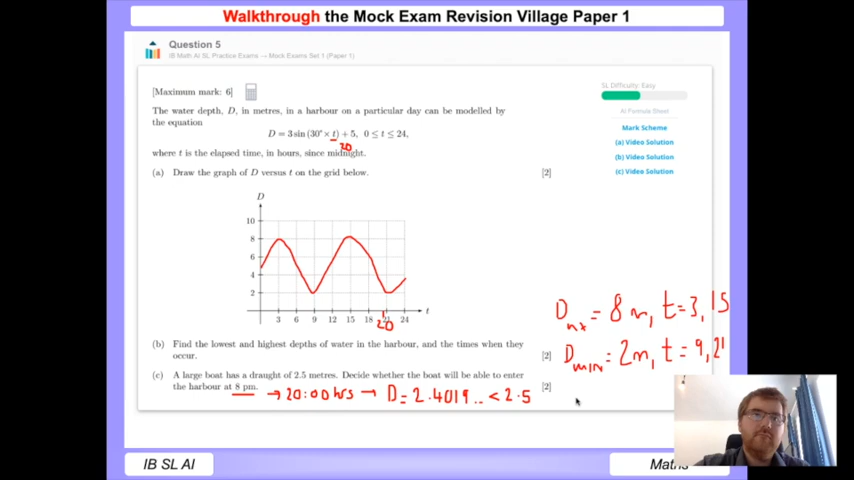 Walkthrough the Mock Exam Revision Village Paper 1
Question 5
IB Math AI SL Practice Exams → Mock Exams Set 1 (Paper 1)
[Maximum mark: 6]
SL Difficulty: Easy
AI Formula Sheet
Mark Scheme
(a) Video Solution
(b) Video Solution
(c) Video Solution
The water depth, D, in metres, in a harbour on a particular day can be modelled by
the equation
D = 3 sin (30° × t) + 5, 0 ≤ t ≤ 24,
20
where t is the elapsed time, in hours, since midnight.
(a) Draw the graph of D versus t on the grid below. [2]
D
10
8
6
4
2
3 6 9 12 15 18 21 24 t
20
D = 8m, t = 3, 15
(b) Find the lowest and highest depths of water in the harbour, and the times when they
occur. [2]
Dmin = 2m, t = 9, 21
(c) A large boat has a draught of 2.5 metres. Decide whether the boat will be able to enter
the harbour at 8 pm. [2]
→ 20:00hrs → D = 2.4019.. < 2.5
IB SL AI
Maths